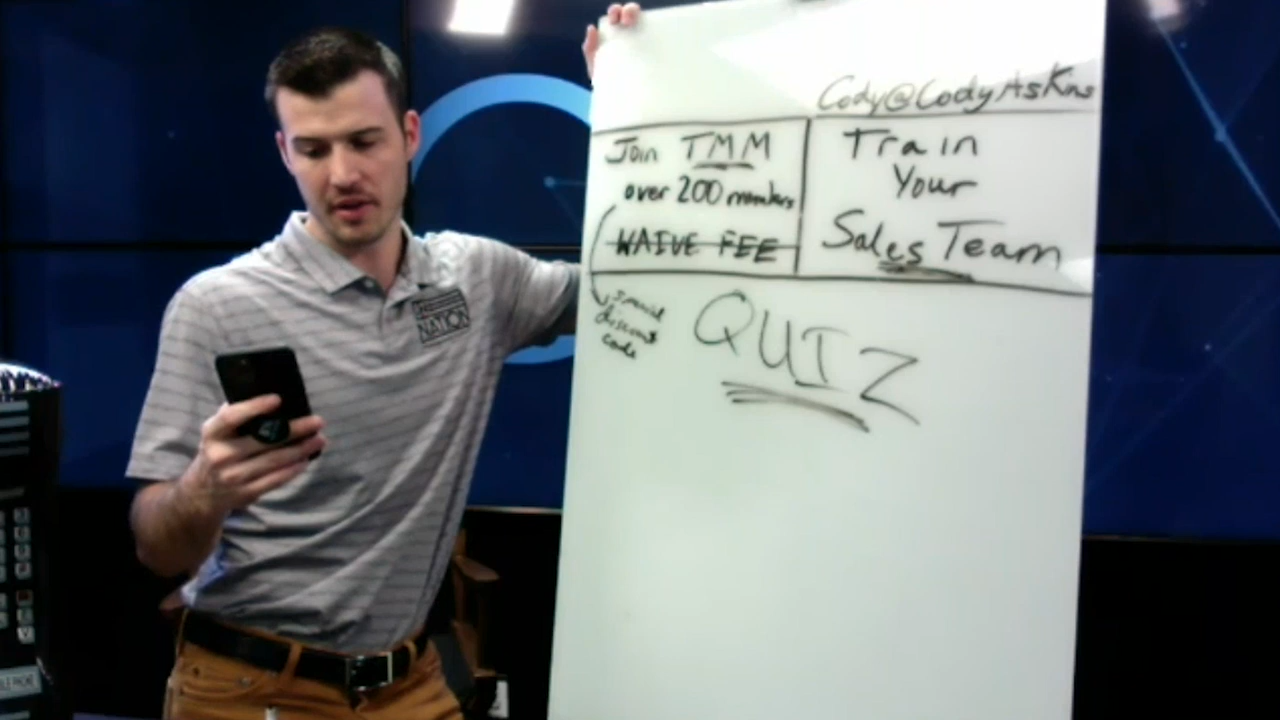 Cody@CodyAskins
Join TMM
over 200 members
WAIVE FEE
special
discount
code
Train
Your
Sales Team
QUIZ
NATION